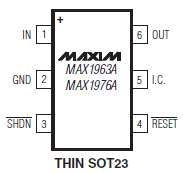 +
IN 1
6 OUT
MAXIM
MAX1963A
MAX1976A
GND 2
5 I.C.
SHDN 3
4 RESET
THIN SOT23